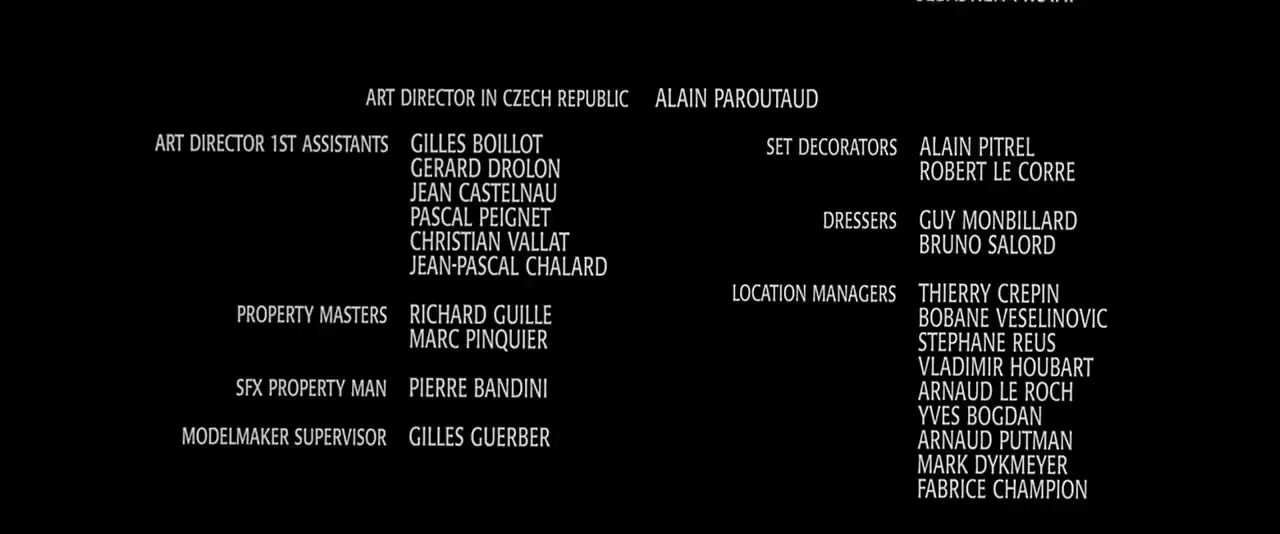 ART DIRECTOR IN CZECH REPUBLIC ALAIN PAROUTAUD
ART DIRECTOR 1ST ASSISTANTS GILLES BOILLOT
GERARD DROLON
JEAN CASTELNAU
PASCAL PEIGNET
CHRISTIAN VALLAT
JEAN-PASCAL CHALARD
PROPERTY MASTERS RICHARD GUILLE
MARC PINQUIER
SFX PROPERTY MAN PIERRE BANDINI
MODELMAKER SUPERVISOR GILLES GUERBER
SET DECORATORS ALAIN PITREL
ROBERT LE CORRE
DRESSERS GUY MONBILLARD
BRUNO SALORD
LOCATION MANAGERS THIERRY CREPIN
BOBANE VESELINOVIC
STEPHANE REUS
VLADIMIR HOUBART
ARNAUD LE ROCH
YVES BOGDAN
ARNAUD PUTMAN
MARK DYKMEYER
FABRICE CHAMPION